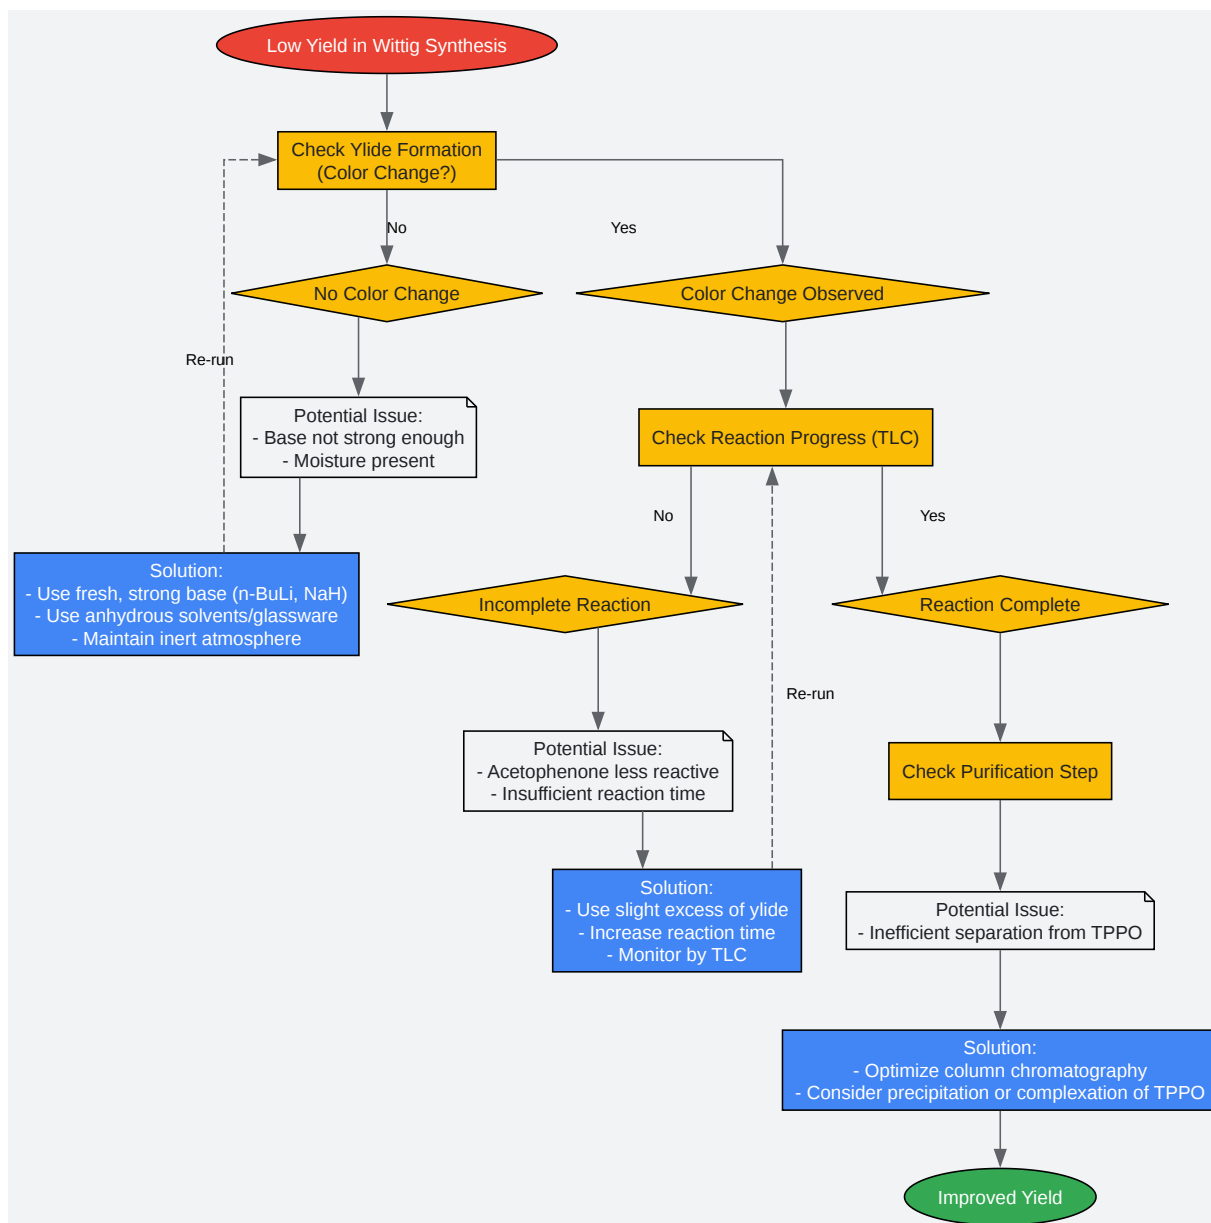 Low Yield in Wittig Synthesis
Check Ylide Formation
(Color Change?)
No
Yes
No Color Change
Color Change Observed
Re-run
Potential Issue:
- Base not strong enough
- Moisture present
Check Reaction Progress (TLC)
No
Yes
Solution:
- Use fresh, strong base (n-BuLi, NaH)
- Use anhydrous solvents/glassware
- Maintain inert atmosphere
Incomplete Reaction
Reaction Complete
Re-run
Potential Issue:
- Acetophenone less reactive
- Insufficient reaction time
Check Purification Step
Solution:
- Use slight excess of ylide
- Increase reaction time
- Monitor by TLC
Potential Issue:
- Inefficient separation from TPPO
Solution:
- Optimize column chromatography
- Consider precipitation or complexation of TPPO
Improved Yield